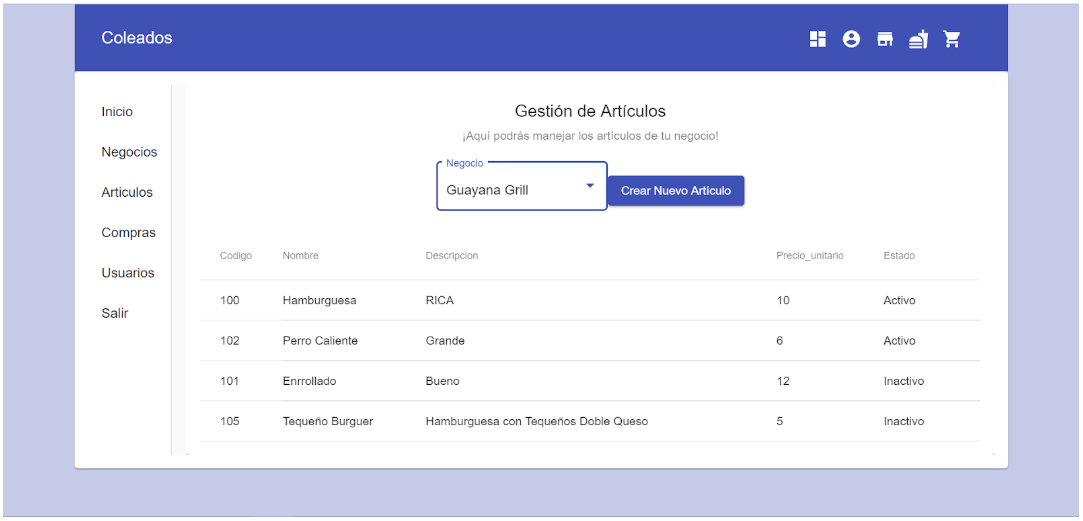 Coleados
Inicio
Negocios
Articulos
Compras
Usuarios
Salir
Gestión de Artículos
¡Aquí podrás manejar los artículos de tu negocio!
Negocio
Guayana Grill
Crear Nuevo Articulo
Codigo Nombre Descripcion Precio_unitario Estado
100 Hamburguesa RICA 10 Activo
102 Perro Caliente Grande 6 Activo
101 Enrrollado Bueno 12 Inactivo
105 Tequeño Burguer Hamburguesa con Tequeños Doble Queso 5 Inactivo